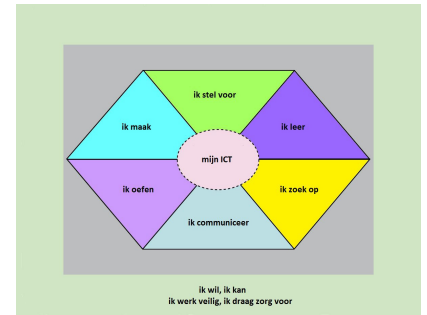 ik stel voor
ik maak
ik leer
mijn ICT
ik oefen
ik zoek op
ik communiceer
ik wil, ik kan
ik werk veilig, ik draag zorg voor